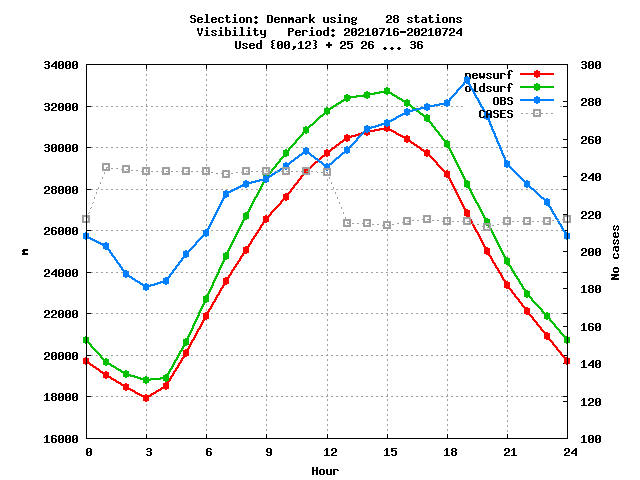 Selection: Denmark using    28 stations
Visibility   Period: 20210716-20210724
Used {00,12} + 25 26 ... 36
34000
32000
30000
28000
26000
24000
22000
20000
18000
16000
m
300
280
260
240
220
200
180
160
140
120
100
No cases
newsurf
oldsurf
OBS
CASES
0 3 6 9 12 15 18 21 24
Hour